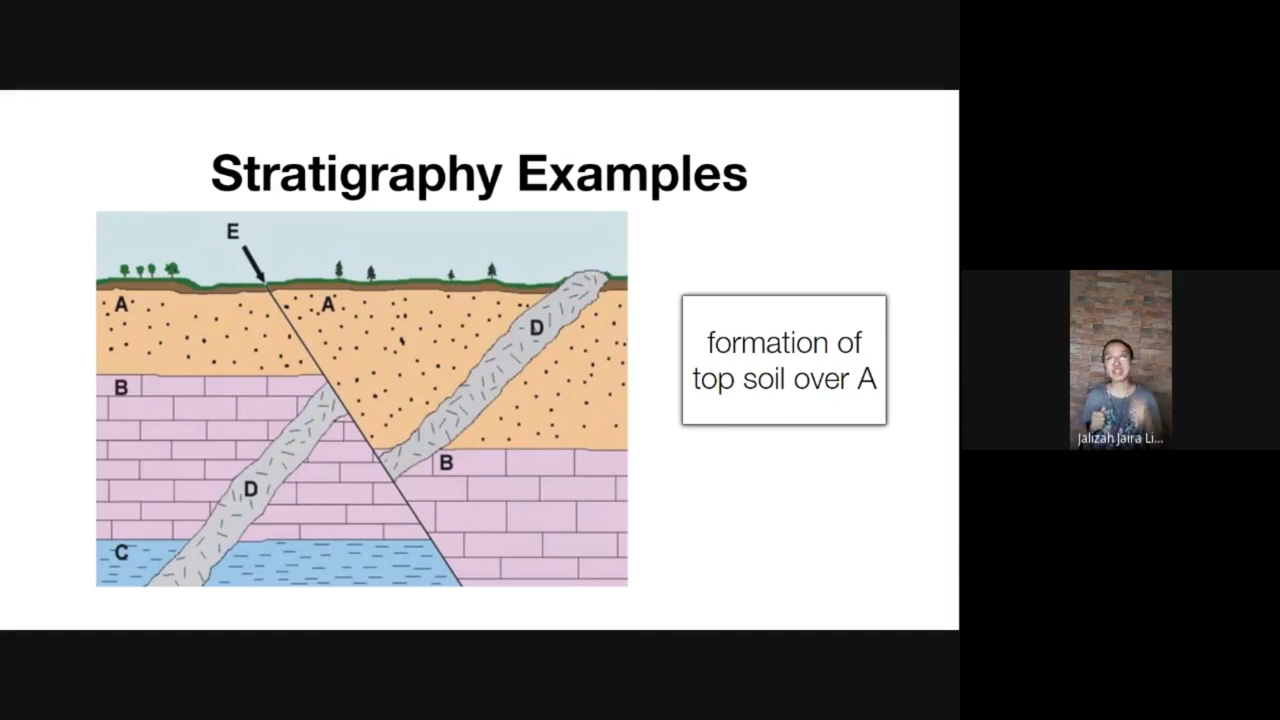 Stratigraphy Examples
E
A
A
D
B
B
D
C
formation of
top soil over A
Jalizah Jaira Li...